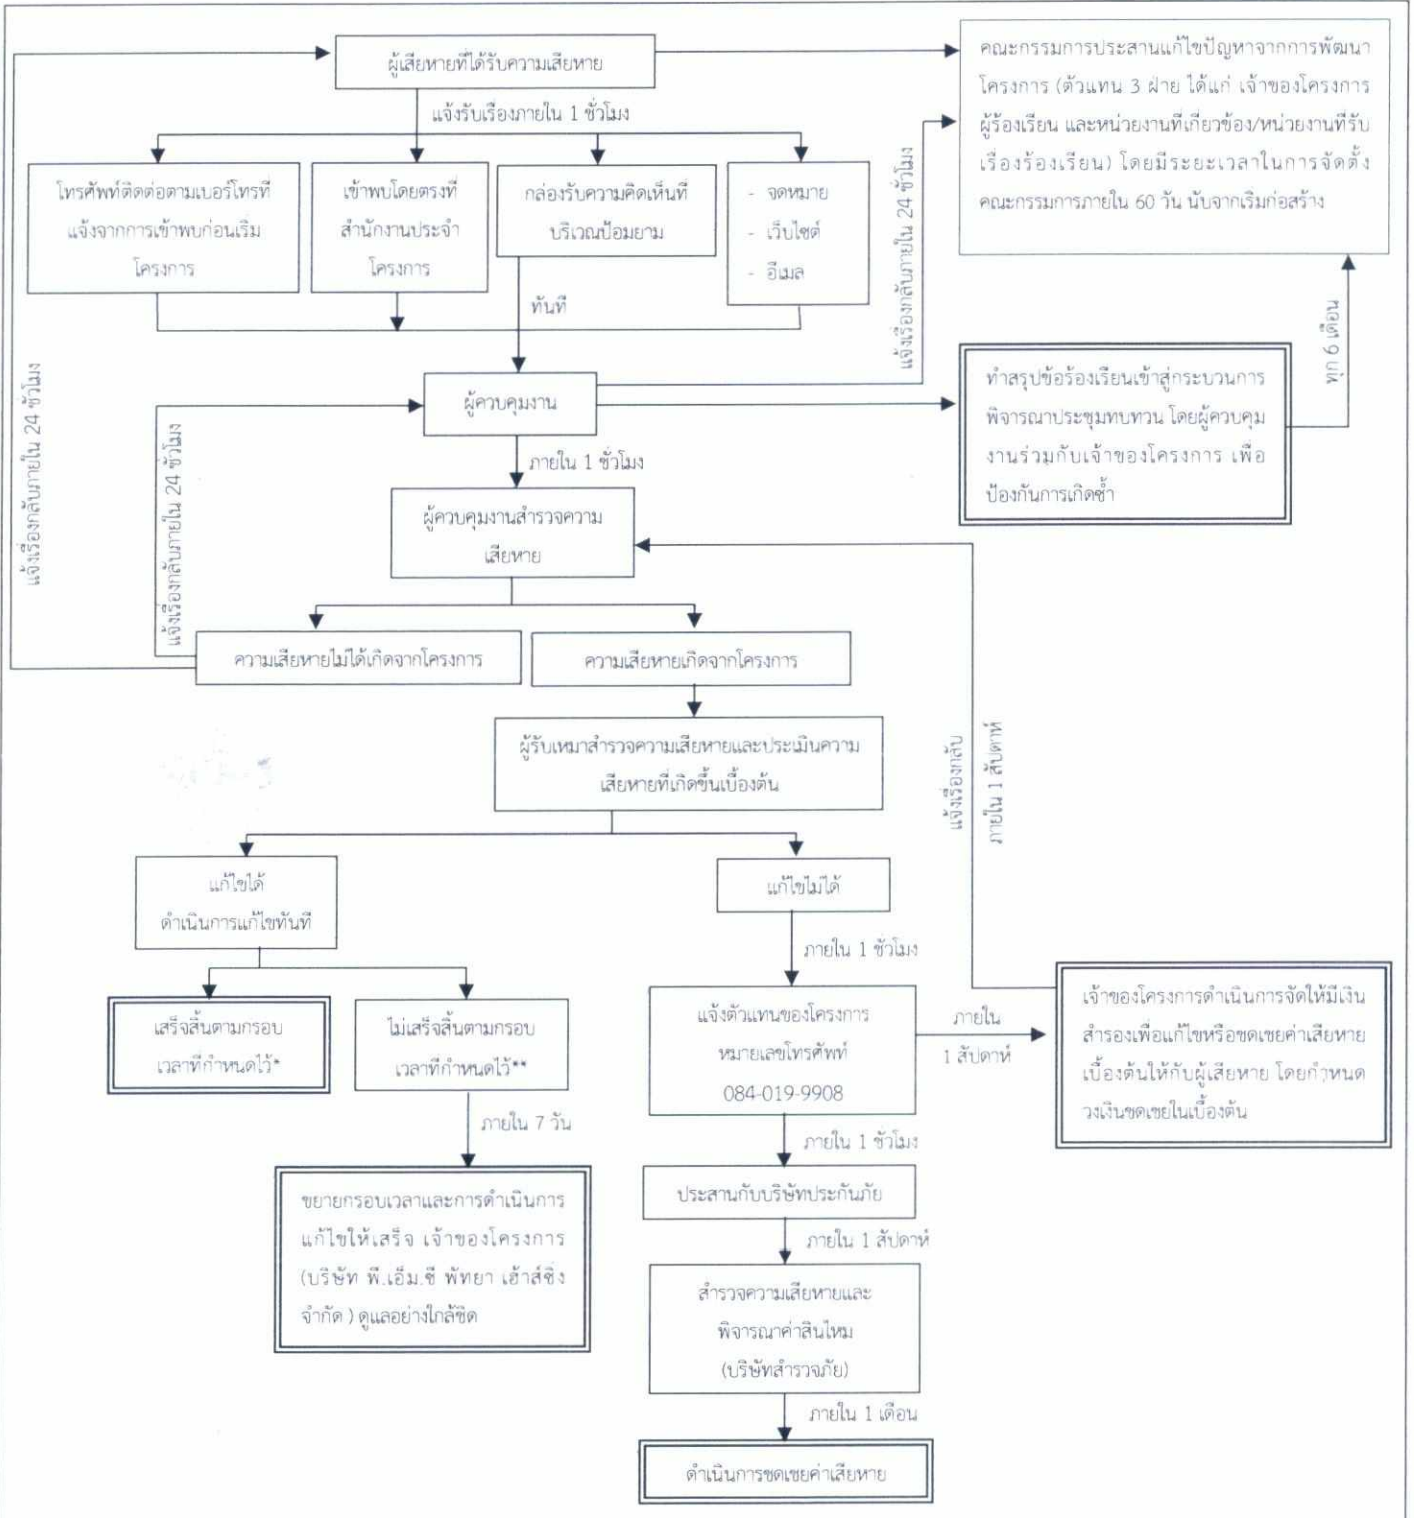 ผู้เสียหายที่ได้รับความเสียหาย
คณะกรรมการประสานแก้ไขปัญหาจากการพัฒนา
โครงการ (ตัวแทน 3 ฝ่าย ได้แก่ เจ้าของโครงการ
ผู้ร้องเรียน และหน่วยงานที่เกี่ยวข้อง/หน่วยงานที่รับ
เรื่องร้องเรียน) โดยมีระยะเวลาในการจัดตั้ง
คณะกรรมการภายใน 60 วัน นับจากเริ่มก่อสร้าง
แจ้งรับเรื่องภายใน 1 ชั่วโมง
โทรศัพท์ติดต่อตามเบอร์โทรที่
แจ้งจากการเข้าพบก่อนเริ่ม
โครงการ
เข้าพบโดยตรงที่
สำนักงานประจำ
โครงการ
กล่องรับความคิดเห็นที่
บริเวณป้อมยาม
- จดหมาย
- เว็บไซต์
- อีเมล
ทันที
แจ้งเรื่องกลับภายใน 24 ชั่วโมง
ทุก 6 เดือน
ผู้ควบคุมงาน
ทำสรุปข้อร้องเรียนเข้าสู่กระบวนการ
พิจารณาประชุมทบทวน โดยผู้ควบคุม
งานร่วมกับเจ้าของโครงการ เพื่อ
ป้องกันการเกิดซ้ำ
แจ้งเรื่องกลับภายใน 24 ชั่วโมง
แจ้งเรื่องกลับภายใน 24 ชั่วโมง
ภายใน 1 ชั่วโมง
ผู้ควบคุมงานสำรวจความ
เสียหาย
ความเสียหายไม่ได้เกิดจากโครงการ
ความเสียหายเกิดจากโครงการ
ผู้รับเหมาสำรวจความเสียหายและประเมินความ
เสียหายที่เกิดขึ้นเบื้องต้น
แจ้งเรื่องกลับ
ภายใน 1 สัปดาห์
แก้ไขได้
ดำเนินการแก้ไขทันที
แก้ไขไม่ได้
ภายใน 1 ชั่วโมง
เสร็จสิ้นตามกรอบ
เวลาที่กำหนดไว้*
ไม่เสร็จสิ้นตามกรอบ
เวลาที่กำหนดไว้**
แจ้งตัวแทนของโครงการ
หมายเลขโทรศัพท์
084-019-9908
ภายใน
1 สัปดาห์
เจ้าของโครงการดำเนินการจัดให้มีเงิน
สำรองเพื่อแก้ไขหรือชดเชยค่าเสียหาย
เบื้องต้นให้กับผู้เสียหาย โดยกำหนด
วงเงินชดเชยในเบื้องต้น
ภายใน 7 วัน
ภายใน 1 ชั่วโมง
ขยายกรอบเวลาและการดำเนินการ
แก้ไขให้เสร็จ เจ้าของโครงการ
(บริษัท พี.เอ็ม.ซี พัทยา เฮ้าส์ซิ่ง
จำกัด ) ดูแลอย่างใกล้ชิด
ประสานกับบริษัทประกันภัย
ภายใน 1 สัปดาห์
สำรวจความเสียหายและ
พิจารณาค่าสินไหม
(บริษัทสำรวจภัย)
ภายใน 1 เดือน
ดำเนินการชดเชยค่าเสียหาย